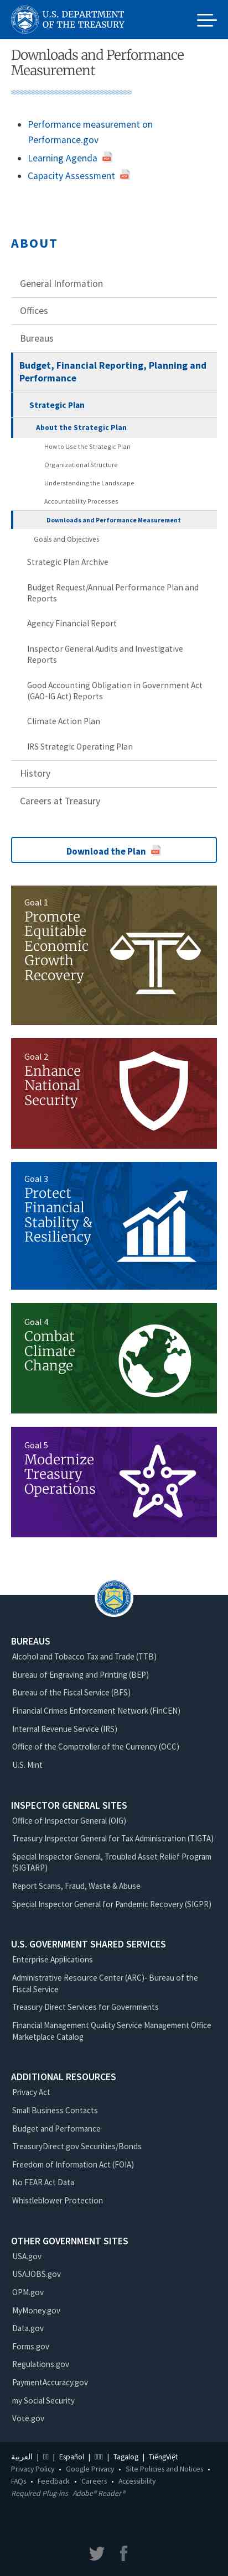 U.S. DEPARTMENT
OF THE TREASURY
Downloads and Performance
Measurement
Performance measurement on
Performance.gov
Learning Agenda
Capacity Assessment
ABOUT
General Information
Offices
Bureaus
Budget, Financial Reporting, Planning and
Performance
Strategic Plan
About the Strategic Plan
How to Use the Strategic Plan
Organizational Structure
Understanding the Landscape
Accountability Processes
Downloads and Performance Measurement
Goals and Objectives
Strategic Plan Archive
Budget Request/Annual Performance Plan and
Reports
Agency Financial Report
Inspector General Audits and Investigative
Reports
Good Accounting Obligation in Government Act
(GAO-IG Act) Reports
Climate Action Plan
IRS Strategic Operating Plan
History
Careers at Treasury
Download the Plan
Goal 1
Promote
Equitable
Economic
Growth
Recovery
Goal 2
Enhance
National
Security
Goal 3
Protect
Financial
Stability &
Resiliency
Goal 4
Combat
Climate
Change
Goal 5
Modernize
Treasury
Operations
BUREAUS
Alcohol and Tobacco Tax and Trade (TTB)
Bureau of Engraving and Printing (BEP)
Bureau of the Fiscal Service (BFS)
Financial Crimes Enforcement Network (FinCEN)
Internal Revenue Service (IRS)
Office of the Comptroller of the Currency (OCC)
U.S. Mint
INSPECTOR GENERAL SITES
Office of Inspector General (OIG)
Treasury Inspector General for Tax Administration (TIGTA)
Special Inspector General, Troubled Asset Relief Program
(SIGTARP)
Report Scams, Fraud, Waste & Abuse
Special Inspector General for Pandemic Recovery (SIGPR)
U.S. GOVERNMENT SHARED SERVICES
Enterprise Applications
Administrative Resource Center (ARC)- Bureau of the
Fiscal Service
Treasury Direct Services for Governments
Financial Management Quality Service Management Office
Marketplace Catalog
ADDITIONAL RESOURCES
Privacy Act
Small Business Contacts
Budget and Performance
TreasuryDirect.gov Securities/Bonds
Freedom of Information Act (FOIA)
No FEAR Act Data
Whistleblower Protection
OTHER GOVERNMENT SITES
USA.gov
USAJOBS.gov
OPM.gov
MyMoney.gov
Data.gov
Forms.gov
Regulations.gov
PaymentAccuracy.gov
my Social Security
Vote.gov
العربية | | Español | | Tagalog | TiếngViệt
Privacy Policy • Google Privacy • Site Policies and Notices •
FAQs • Feedback • Careers • Accessibility
Required Plug-ins Adobe® Reader®